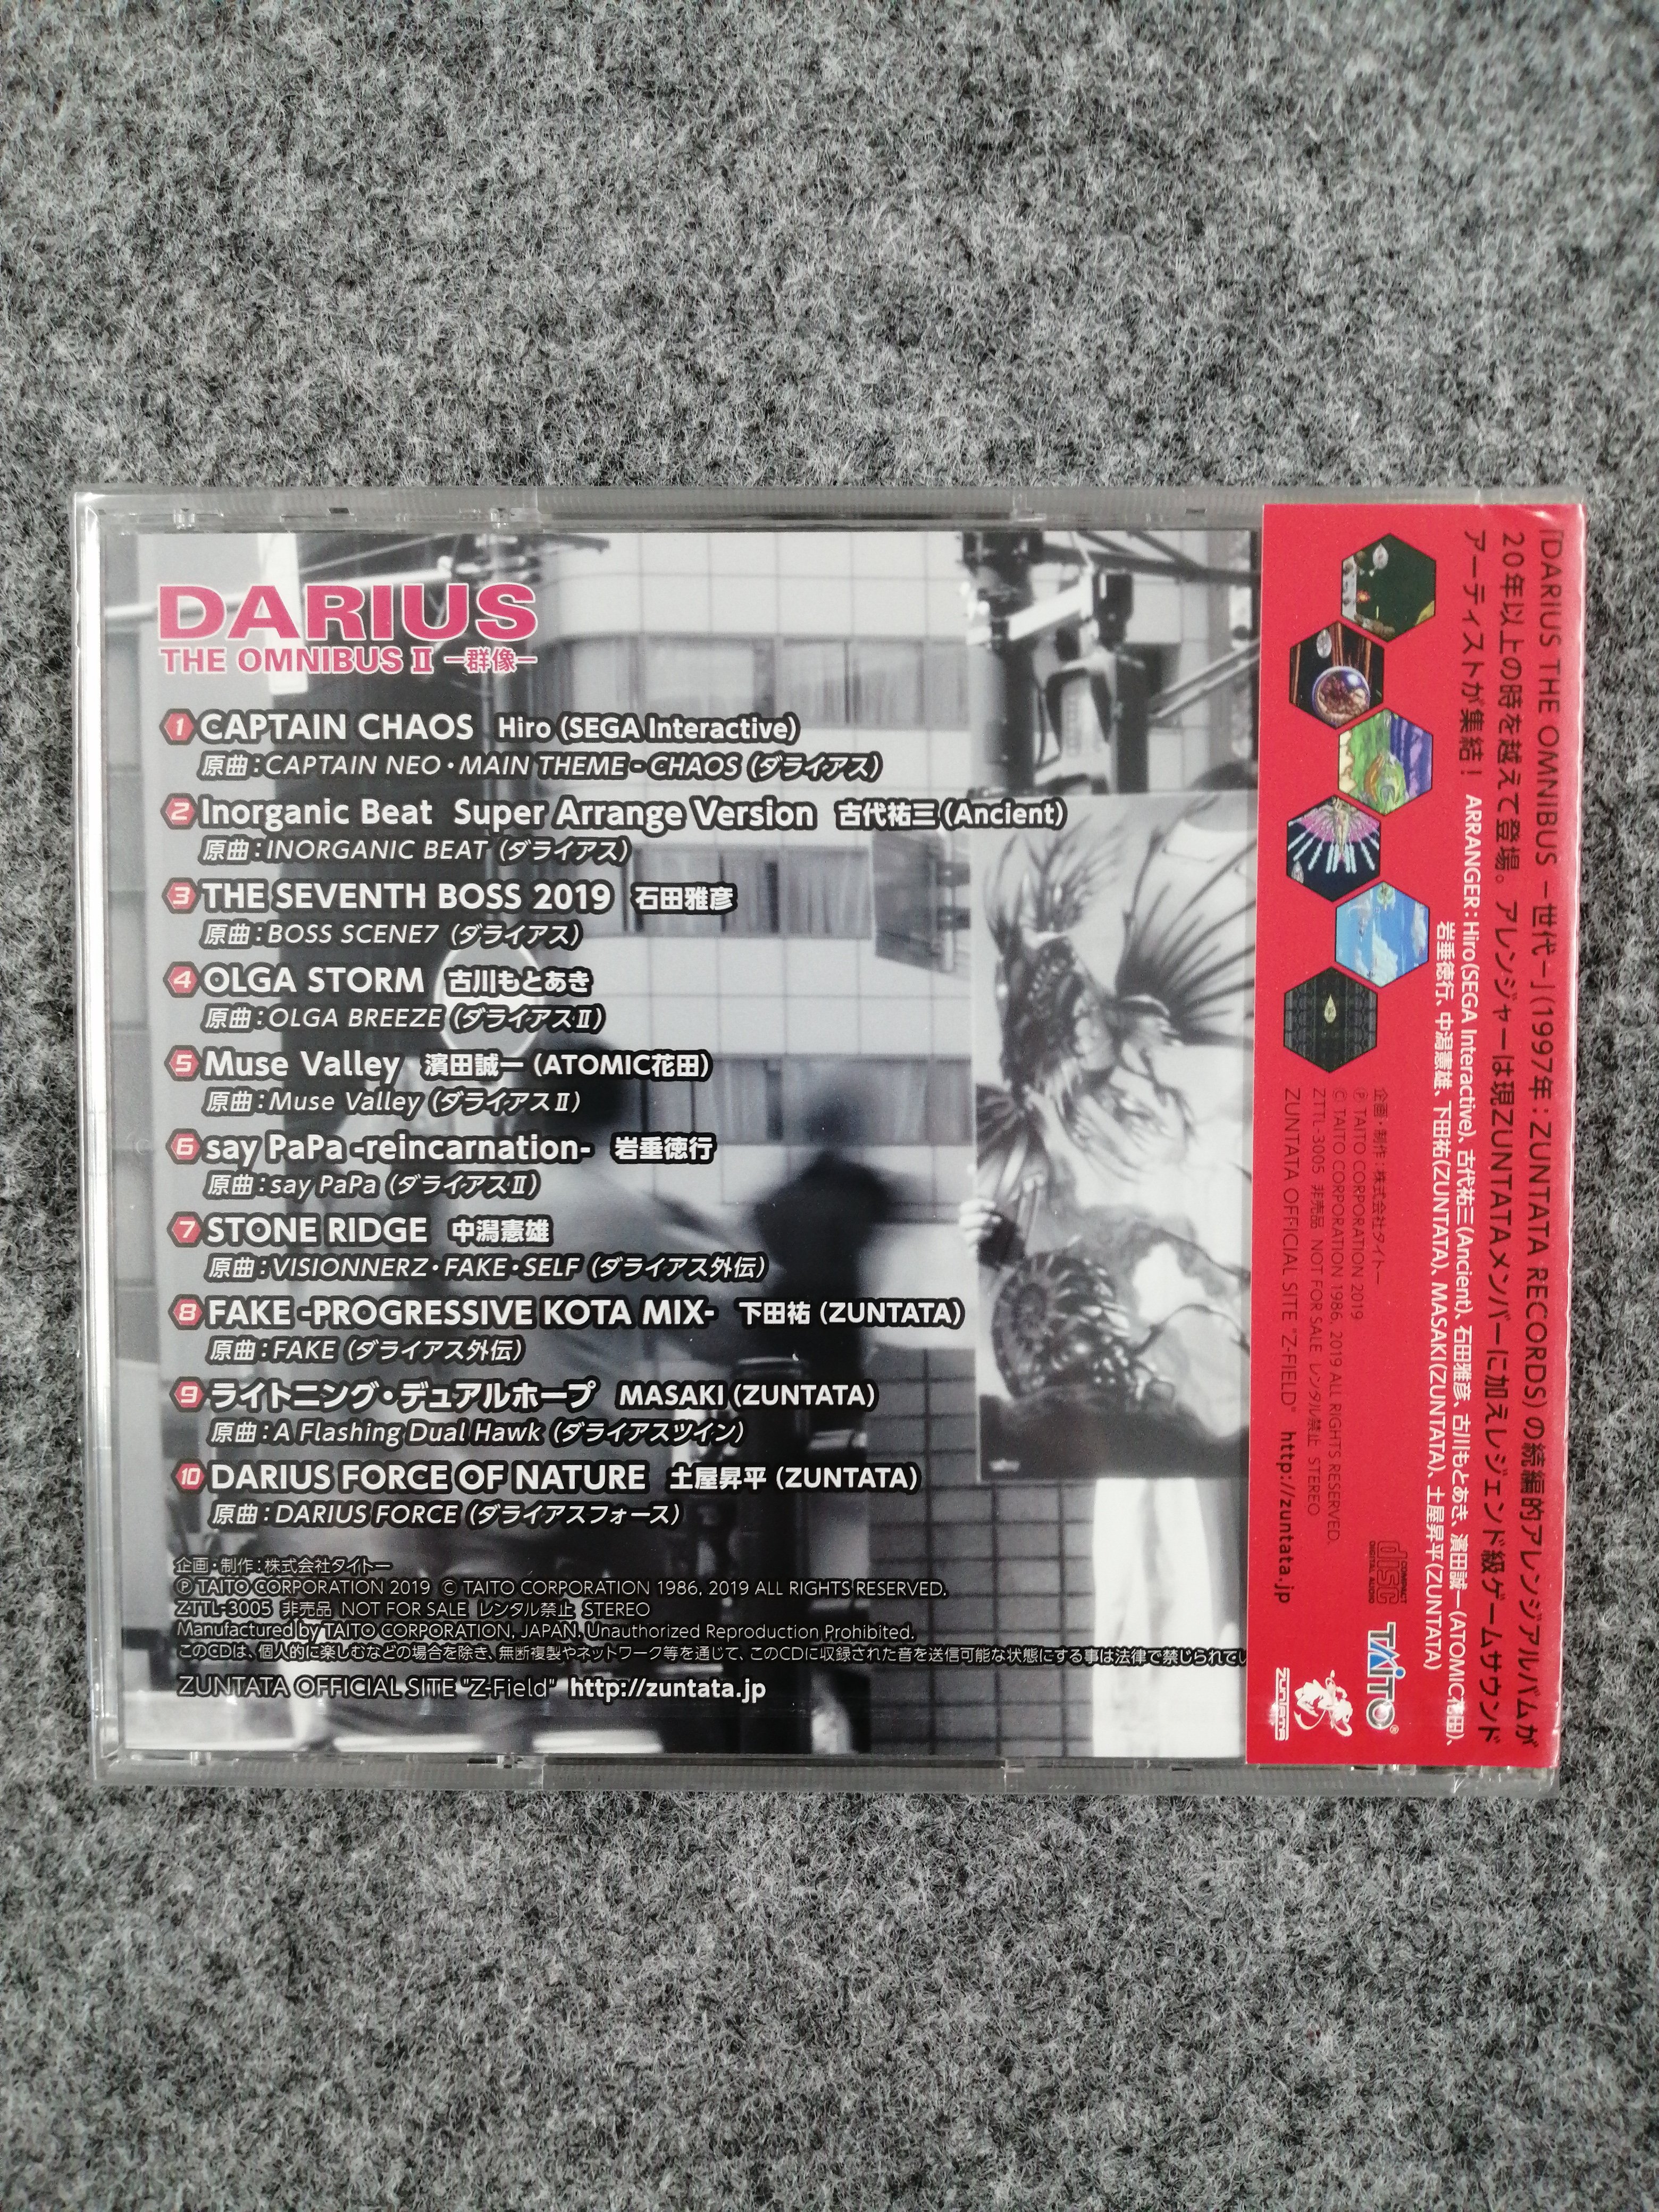 DARIUS
THE OMNIBUS II −群像−
1 CAPTAIN CHAOS Hiro (SEGA Interactive)
原曲:CAPTAIN NEO・MAIN THEME - CHAOS (ダライアス)
2 Inorganic Beat Super Arrange Version 古代祐三(Ancient)
原曲:INORGANIC BEAT (ダライアス)
3 THE SEVENTH BOSS 2019 石田雅彦
原曲:BOSS SCENE7 (ダライアス)
4 OLGA STORM 古川もとあき
原曲:OLGA BREEZE (ダライアスII)
5 Muse Valley 濱田誠一 (ATOMIC花田)
原曲:Muse Valley (ダライアスII)
6 say PaPa -reincarnation- 岩垂徳行
原曲:say PaPa (ダライアスII)
7 STONE RIDGE 中潟憲雄
原曲:VISIONNERZ・FAKE・SELF (ダライアス外伝)
8 FAKE -PROGRESSIVE KOTA MIX- 下田祐 (ZUNTATA)
原曲:FAKE (ダライアス外伝)
9 ライトニング・デュアルホープ MASAKI (ZUNTATA)
原曲:A Flashing Dual Hawk (ダライアスツイン)
10 DARIUS FORCE OF NATURE 土屋昇平 (ZUNTATA)
原曲:DARIUS FORCE (ダライアスフォース)
企画・制作:株式会社タイトー
Ⓟ TAITO CORPORATION 2019 © TAITO CORPORATION 1986, 2019 ALL RIGHTS RESERVED.
ZTTL-3005 非売品 NOT FOR SALE レンタル禁止 STEREO
Manufactured by TAITO CORPORATION, JAPAN. Unauthorized Reproduction Prohibited.
このCDは、個人的に楽しむなどの場合を除き、無断複製やネットワーク等を通じて、このCDに収録された音を送信可能な状態にする事は法律で禁じられてい
ZUNTATA OFFICIAL SITE "Z-Field" http://zuntata.jp
『DARIUS THE OMNIBUS −世代−』(1997年:ZUNTATA RECORDS) の続編的アレンジアルバムが
20年以上の時を越えて登場。アレンジャーは現ZUNTATAメンバーに加えレジェンド級ゲームサウンド
アーティストが集結!
ARRANGER:Hiro(SEGA Interactive)、古代祐三(Ancient)、石田雅彦、古川もとあき、濱田誠一(ATOMIC花田)、
岩垂徳行、中潟憲雄、下田祐(ZUNTATA)、MASAKI(ZUNTATA)、土屋昇平(ZUNTATA)
企画・制作:株式会社タイトー
Ⓟ TAITO CORPORATION 2019
© TAITO CORPORATION 1986, 2019 ALL RIGHTS RESERVED.
ZTTL-3005 非売品 NOT FOR SALE レンタル禁止 STEREO
ZUNTATA OFFICIAL SITE "Z-FIELD" http://zuntata.jp
COMPACT
disc
DIGITAL AUDIO
TAITO®
ZUNTATA